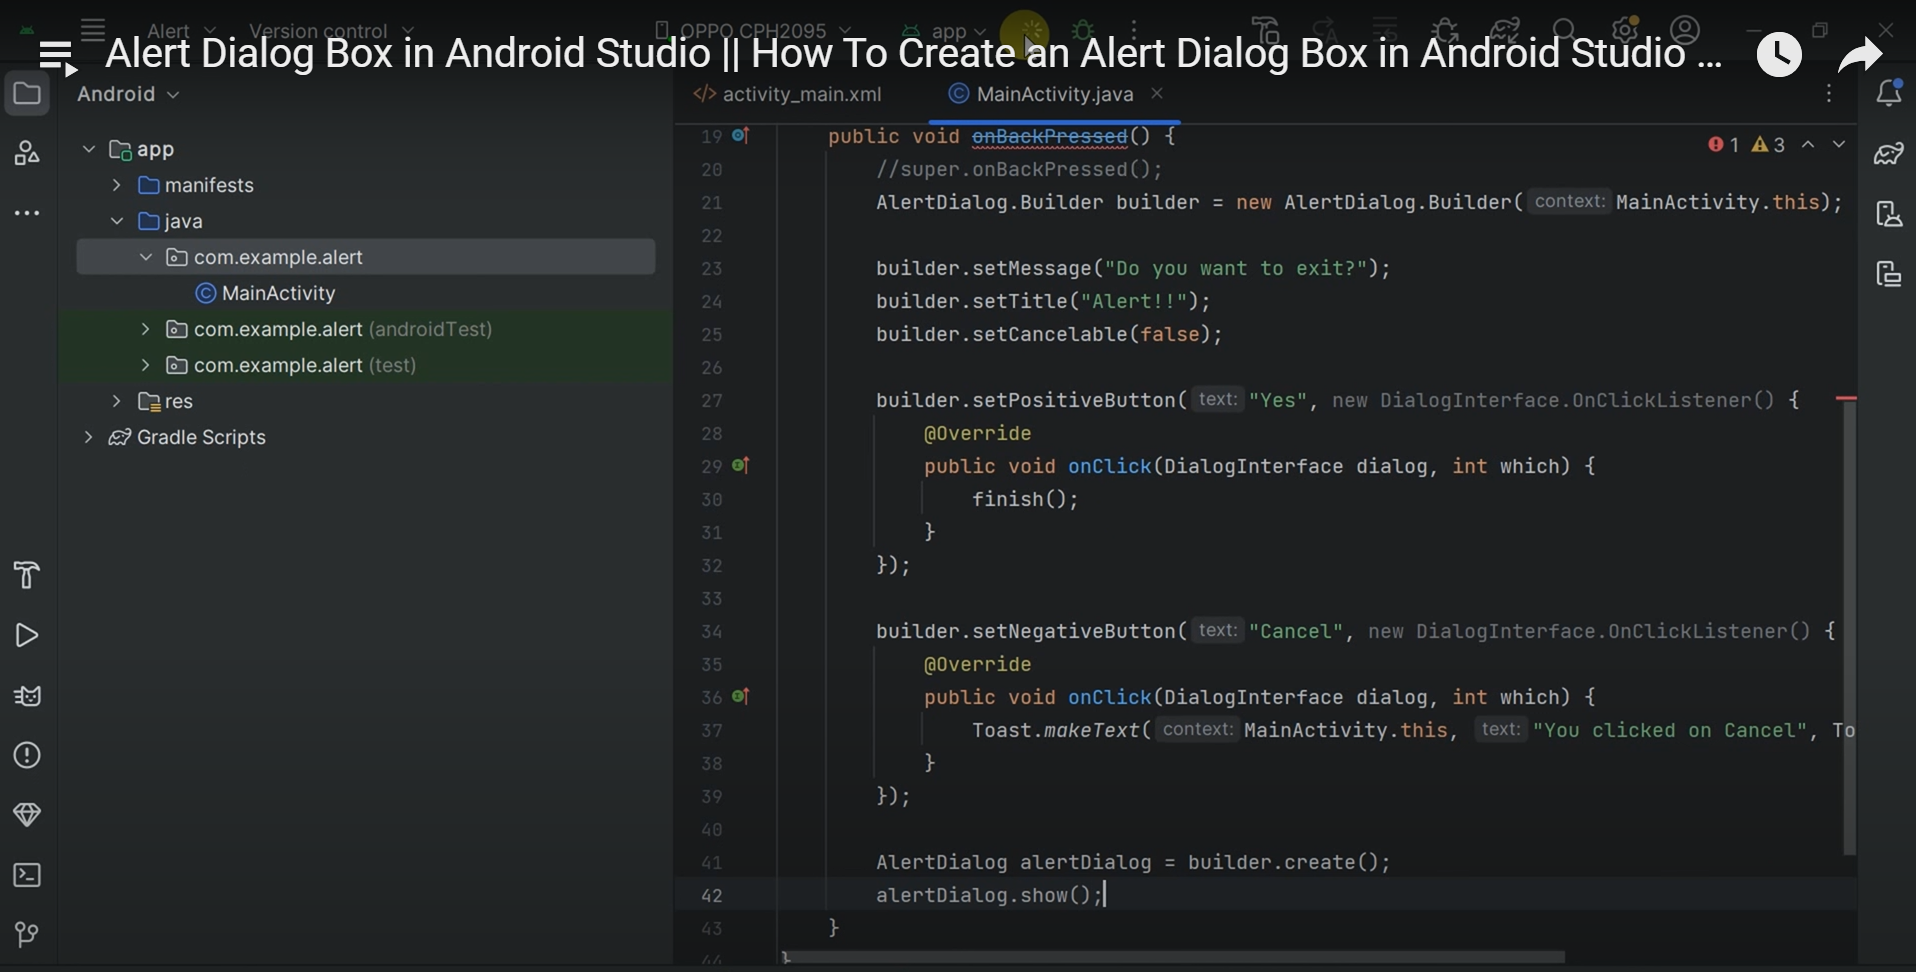 Alert Version control OPPO CPH2095 app
Alert Dialog Box in Android Studio || How To Create an Alert Dialog Box in Android Studio ...
Android
app
manifests
java
com.example.alert
MainActivity
com.example.alert (androidTest)
com.example.alert (test)
res
Gradle Scripts
</> activity_main.xml
MainActivity.java
1 3
19 public void onBackPressed() {
20 //super.onBackPressed();
21 AlertDialog.Builder builder = new AlertDialog.Builder( context: MainActivity.this);
22
23 builder.setMessage("Do you want to exit?");
24 builder.setTitle("Alert!!");
25 builder.setCancelable(false);
26
27 builder.setPositiveButton( text: "Yes", new DialogInterface.OnClickListener() {
28 @Override
29 public void onClick(DialogInterface dialog, int which) {
30 finish();
31 }
32 });
33
34 builder.setNegativeButton( text: "Cancel", new DialogInterface.OnClickListener() {
35 @Override
36 public void onClick(DialogInterface dialog, int which) {
37 Toast.makeText( context: MainActivity.this, text: "You clicked on Cancel", To
38 }
39 });
40
41 AlertDialog alertDialog = builder.create();
42 alertDialog.show();
43 }
44 }